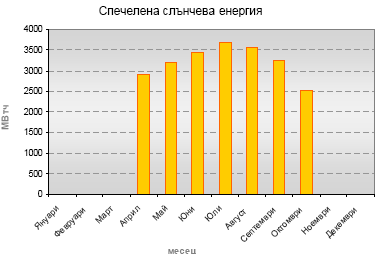 Спечелена слънчева енергия
4000
3500
3000
2500
2000
1500
1000
500
0
МВтч
Януари
Февруари
Март
Април
Май
Юни
Юли
Август
Септември
Октомври
Ноември
Декември
месец